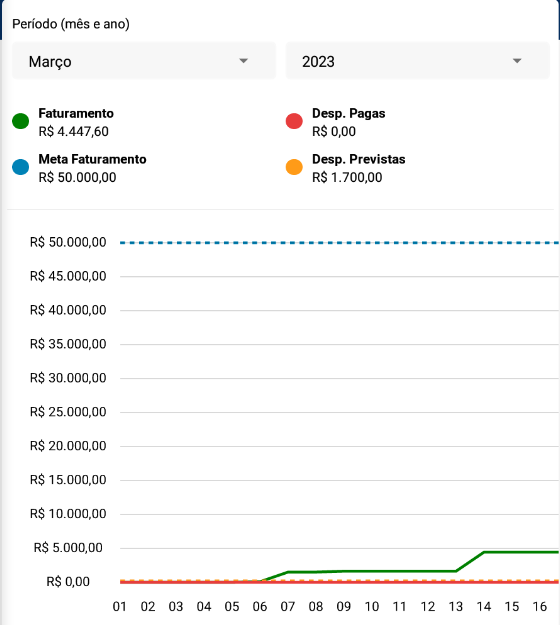 Período (mês e ano)
Março
2023
Faturamento
R$ 4.447,60
Desp. Pagas
R$ 0,00
Meta Faturamento
R$ 50.000,00
Desp. Previstas
R$ 1.700,00
R$ 50.000,00
R$ 45.000,00
R$ 40.000,00
R$ 35.000,00
R$ 30.000,00
R$ 25.000,00
R$ 20.000,00
R$ 15.000,00
R$ 10.000,00
R$ 5.000,00
R$ 0,00
01 02 03 04 05 06 07 08 09 10 11 12 13 14 15 16